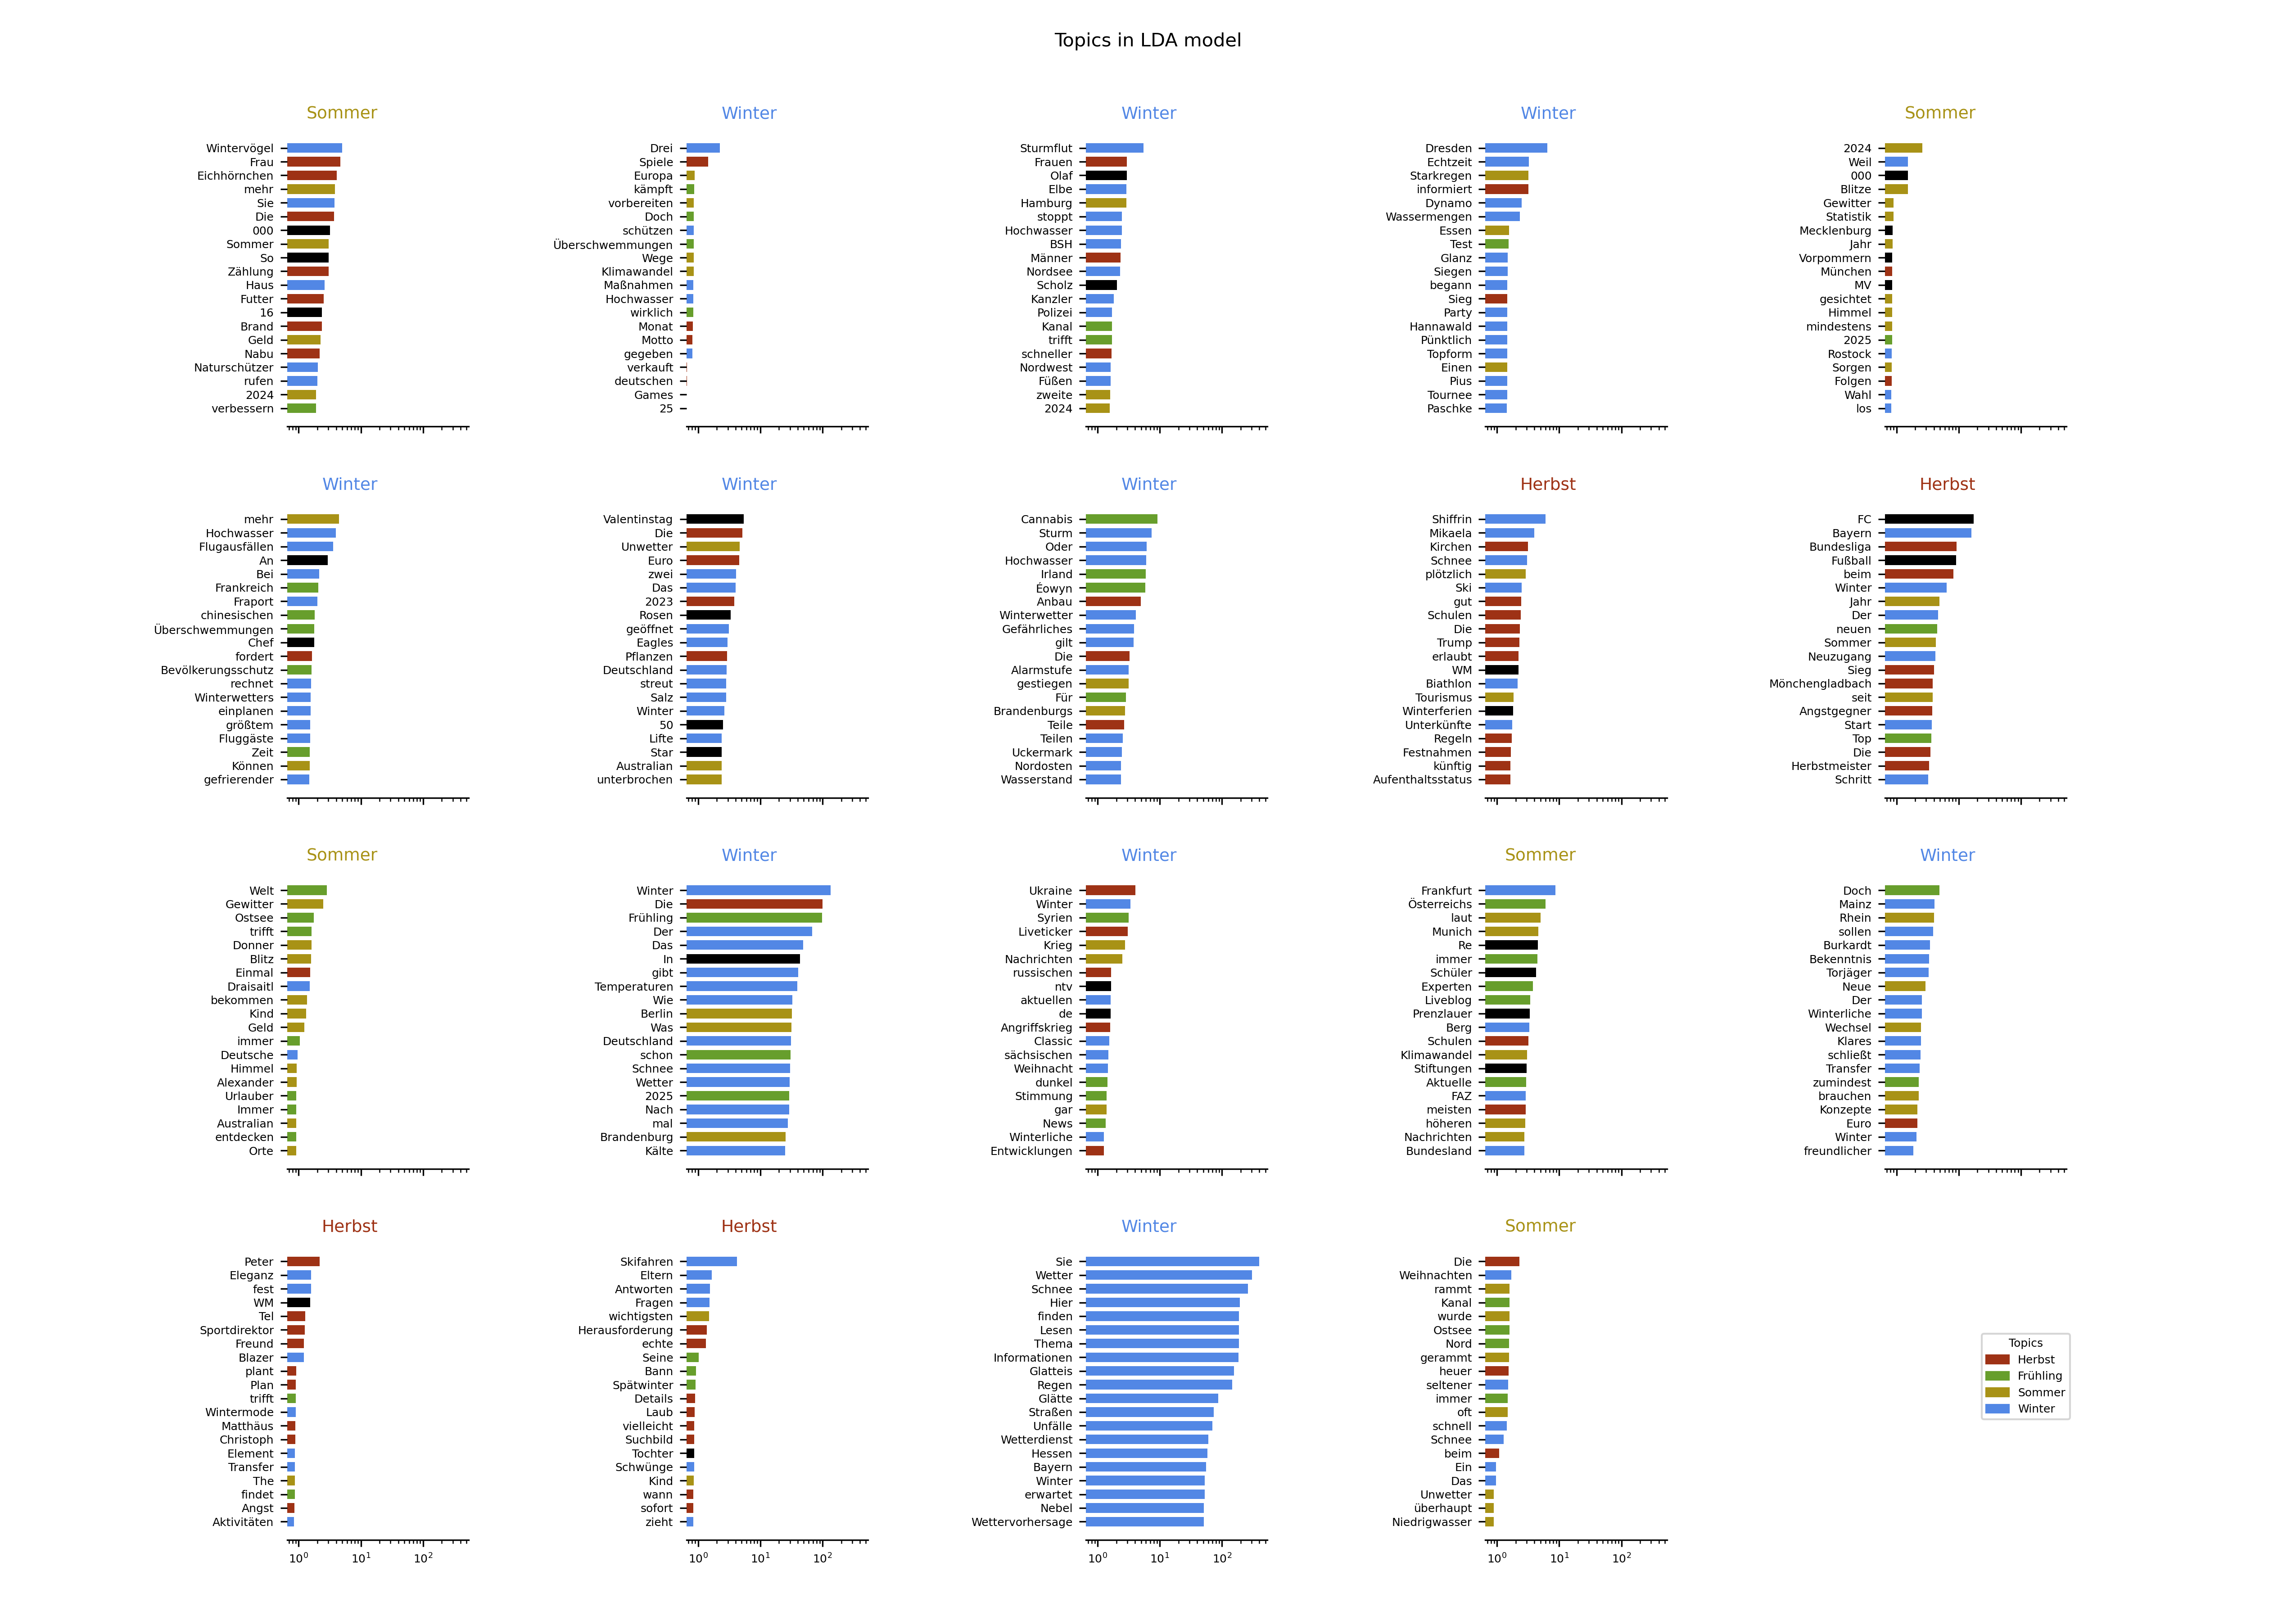 Topics in LDA model
Sommer
Wintervögel
Frau
Eichhörnchen
mehr
Sie
Die
000
Sommer
So
Zählung
Haus
Futter
16
Brand
Geld
Nabu
Naturschützer
rufen
2024
verbessern
Winter
Drei
Spiele
Europa
kämpft
vorbereiten
Doch
schützen
Überschwemmungen
Wege
Klimawandel
Maßnahmen
Hochwasser
wirklich
Monat
Motto
gegeben
verkauft
deutschen
Games
25
Winter
Sturmflut
Frauen
Olaf
Elbe
Hamburg
stoppt
Hochwasser
BSH
Männer
Nordsee
Scholz
Kanzler
Polizei
Kanal
trifft
schneller
Nordwest
Füßen
zweite
2024
Winter
Dresden
Echtzeit
Starkregen
informiert
Dynamo
Wassermengen
Essen
Test
Glanz
Siegen
begann
Sieg
Party
Hannawald
Pünktlich
Topform
Einen
Pius
Tournee
Paschke
Sommer
2024
Weil
000
Blitze
Gewitter
Statistik
Mecklenburg
Jahr
Vorpommern
München
MV
gesichtet
Himmel
mindestens
2025
Rostock
Sorgen
Folgen
Wahl
los
Winter
mehr
Hochwasser
Flugausfällen
An
Bei
Frankreich
Fraport
chinesischen
Überschwemmungen
Chef
fordert
Bevölkerungsschutz
rechnet
Winterwetters
einplanen
größtem
Fluggäste
Zeit
Können
gefrierender
Winter
Valentinstag
Die
Unwetter
Euro
zwei
Das
2023
Rosen
geöffnet
Eagles
Pflanzen
Deutschland
streut
Salz
Winter
50
Lifte
Star
Australian
unterbrochen
Winter
Cannabis
Sturm
Oder
Hochwasser
Irland
Éowyn
Anbau
Winterwetter
Gefährliches
gilt
Die
Alarmstufe
gestiegen
Für
Brandenburgs
Teile
Teilen
Uckermark
Nordosten
Wasserstand
Herbst
Shiffrin
Mikaela
Kirchen
Schnee
plötzlich
Ski
gut
Schulen
Die
Trump
erlaubt
WM
Biathlon
Tourismus
Winterferien
Unterkünfte
Regeln
Festnahmen
künftig
Aufenthaltsstatus
Herbst
FC
Bayern
Bundesliga
Fußball
beim
Winter
Jahr
Der
neuen
Sommer
Neuzugang
Sieg
Mönchengladbach
seit
Angstgegner
Start
Top
Die
Herbstmeister
Schritt
Sommer
Welt
Gewitter
Ostsee
trifft
Donner
Blitz
Einmal
Draisaitl
bekommen
Kind
Geld
immer
Deutsche
Himmel
Alexander
Urlauber
Immer
Australian
entdecken
Orte
Winter
Winter
Die
Frühling
Der
Das
In
gibt
Temperaturen
Wie
Berlin
Was
Deutschland
schon
Schnee
Wetter
2025
Nach
mal
Brandenburg
Kälte
Winter
Ukraine
Winter
Syrien
Liveticker
Krieg
Nachrichten
russischen
ntv
aktuellen
de
Angriffskrieg
Classic
sächsischen
Weihnacht
dunkel
Stimmung
gar
News
Winterliche
Entwicklungen
Sommer
Frankfurt
Österreichs
laut
Munich
Re
immer
Schüler
Experten
Liveblog
Prenzlauer
Berg
Schulen
Klimawandel
Stiftungen
Aktuelle
FAZ
meisten
höheren
Nachrichten
Bundesland
Winter
Doch
Mainz
Rhein
sollen
Burkardt
Bekenntnis
Torjäger
Neue
Der
Winterliche
Wechsel
Klares
schließt
Transfer
zumindest
brauchen
Konzepte
Euro
Winter
freundlicher
Herbst
Peter
Eleganz
fest
WM
Tel
Sportdirektor
Freund
Blazer
plant
Plan
trifft
Wintermode
Matthäus
Christoph
Element
Transfer
The
findet
Angst
Aktivitäten
10⁰ 10¹ 10²
Herbst
Skifahren
Eltern
Antworten
Fragen
wichtigsten
Herausforderung
echte
Seine
Bann
Spätwinter
Details
Laub
vielleicht
Suchbild
Tochter
Schwünge
Kind
wann
sofort
zieht
10⁰ 10¹ 10²
Winter
Sie
Wetter
Schnee
Hier
finden
Lesen
Thema
Informationen
Glatteis
Regen
Glätte
Straßen
Unfälle
Wetterdienst
Hessen
Bayern
Winter
erwartet
Nebel
Wettervorhersage
10⁰ 10¹ 10²
Sommer
Die
Weihnachten
rammt
Kanal
wurde
Ostsee
Nord
gerammt
heuer
seltener
immer
oft
schnell
Schnee
beim
Ein
Das
Unwetter
überhaupt
Niedrigwasser
10⁰ 10¹ 10²
Topics
Herbst
Frühling
Sommer
Winter